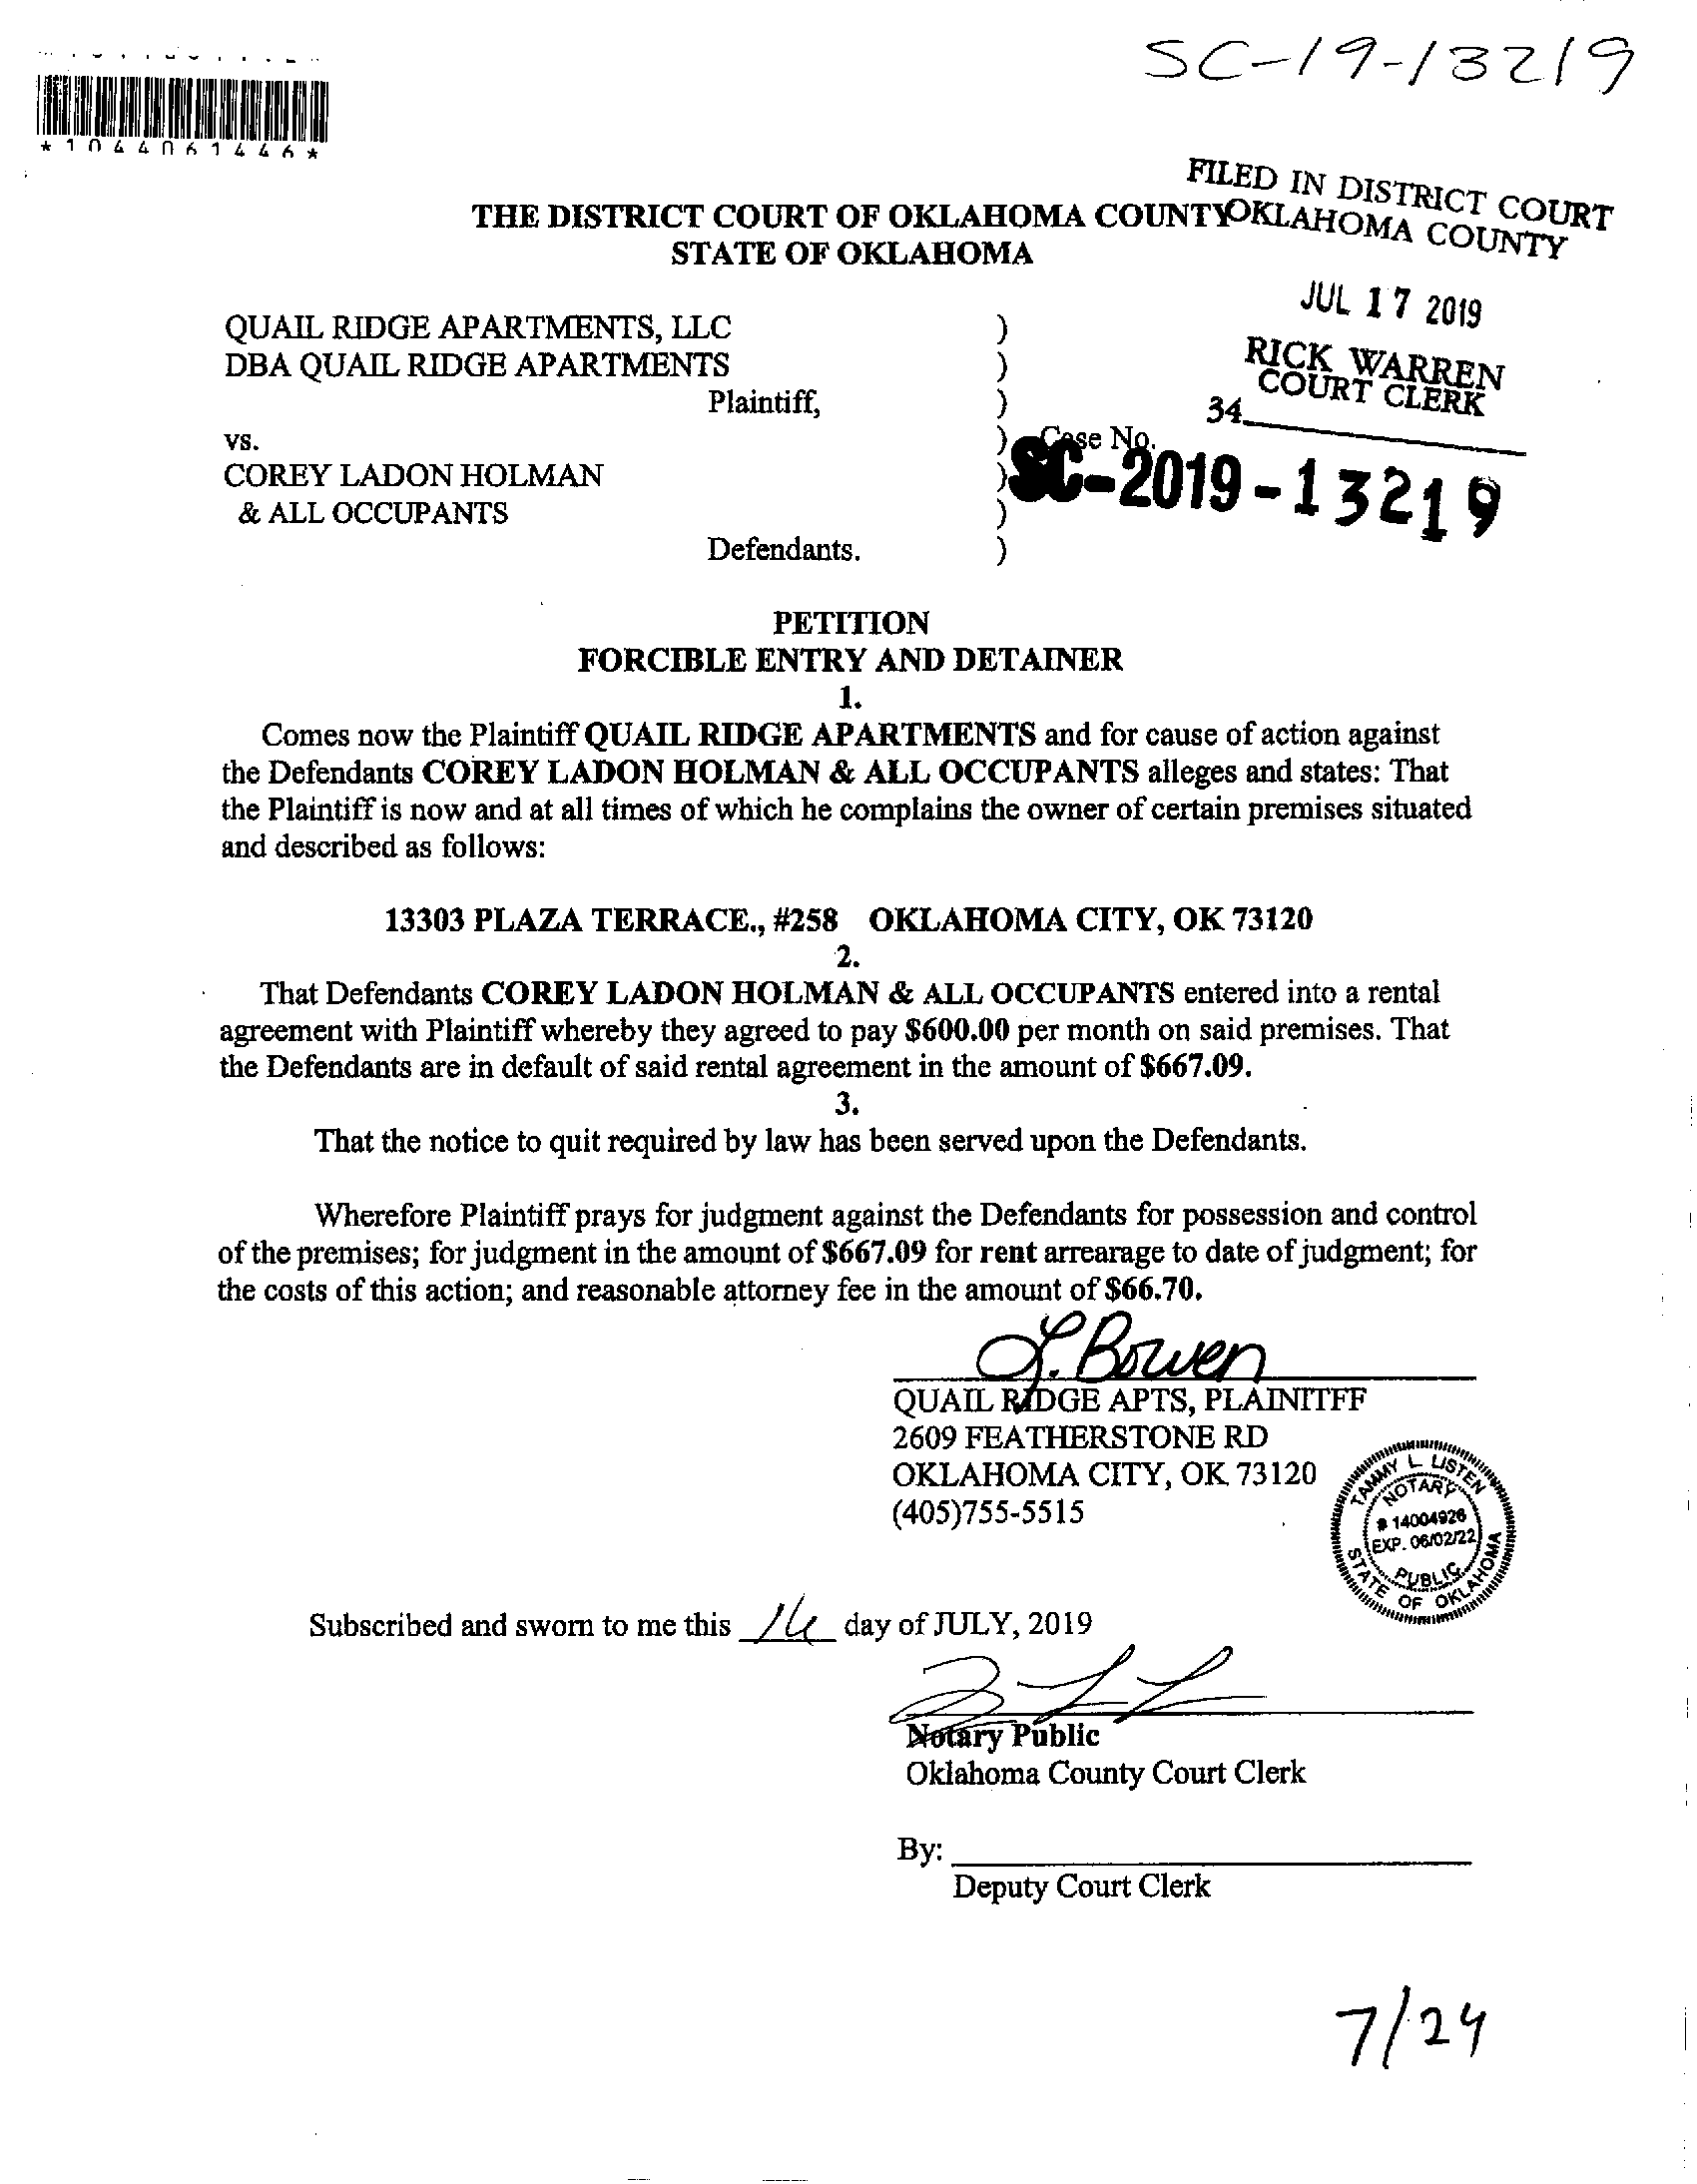 SC-19-13219
*1044061446*
FILED IN DISTRICT COURT
OKLAHOMA COUNTY
THE DISTRICT COURT OF OKLAHOMA COUNTY
STATE OF OKLAHOMA
JUL 17 2019
RICK WARREN
COURT CLERK
34
QUAIL RIDGE APARTMENTS, LLC )
DBA QUAIL RIDGE APARTMENTS )
Plaintiff, )
vs. ) Case No.
SC-2019-13219
COREY LADON HOLMAN )
& ALL OCCUPANTS )
Defendants. )
PETITION
FORCIBLE ENTRY AND DETAINER
1.
Comes now the Plaintiff QUAIL RIDGE APARTMENTS and for cause of action against
the Defendants COREY LADON HOLMAN & ALL OCCUPANTS alleges and states: That
the Plaintiff is now and at all times of which he complains the owner of certain premises situated
and described as follows:
13303 PLAZA TERRACE., #258 OKLAHOMA CITY, OK 73120
2.
That Defendants COREY LADON HOLMAN & ALL OCCUPANTS entered into a rental
agreement with Plaintiff whereby they agreed to pay $600.00 per month on said premises. That
the Defendants are in default of said rental agreement in the amount of $667.09.
3.
That the notice to quit required by law has been served upon the Defendants.
Wherefore Plaintiff prays for judgment against the Defendants for possession and control
of the premises; for judgment in the amount of $667.09 for rent arrearage to date of judgment; for
the costs of this action; and reasonable attorney fee in the amount of $66.70.
L. Bowen
QUAIL RIDGE APTS, PLAINITFF
2609 FEATHERSTONE RD
OKLAHOMA CITY, OK 73120
(405)755-5515
TAMMY L LISTEN
NOTARY
# 14004926
EXP. 06/02/22
PUBLIC
STATE OF OKLAHOMA
Subscribed and sworn to me this day of JULY, 2019
Notary Public
Oklahoma County Court Clerk
By:
Deputy Court Clerk
7/24